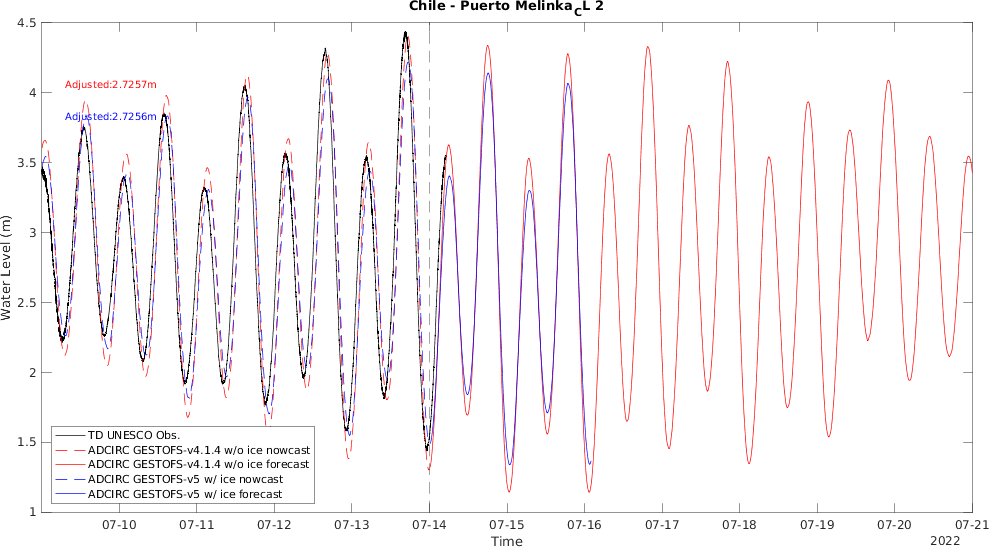 Chile - Puerto MelinkaCL 2
4.5
4
3.5
3
2.5
2
1.5
1
Water Level (m)
Adjusted:2.7257m
Adjusted:2.7256m
TD UNESCO Obs.
ADCIRC GESTOFS-v4.1.4 w/o ice nowcast
ADCIRC GESTOFS-v4.1.4 w/o ice forecast
ADCIRC GESTOFS-v5 w/ ice nowcast
ADCIRC GESTOFS-v5 w/ ice forecast
07-10 07-11 07-12 07-13 07-14 07-15 07-16 07-17 07-18 07-19 07-20 07-21
Time
2022